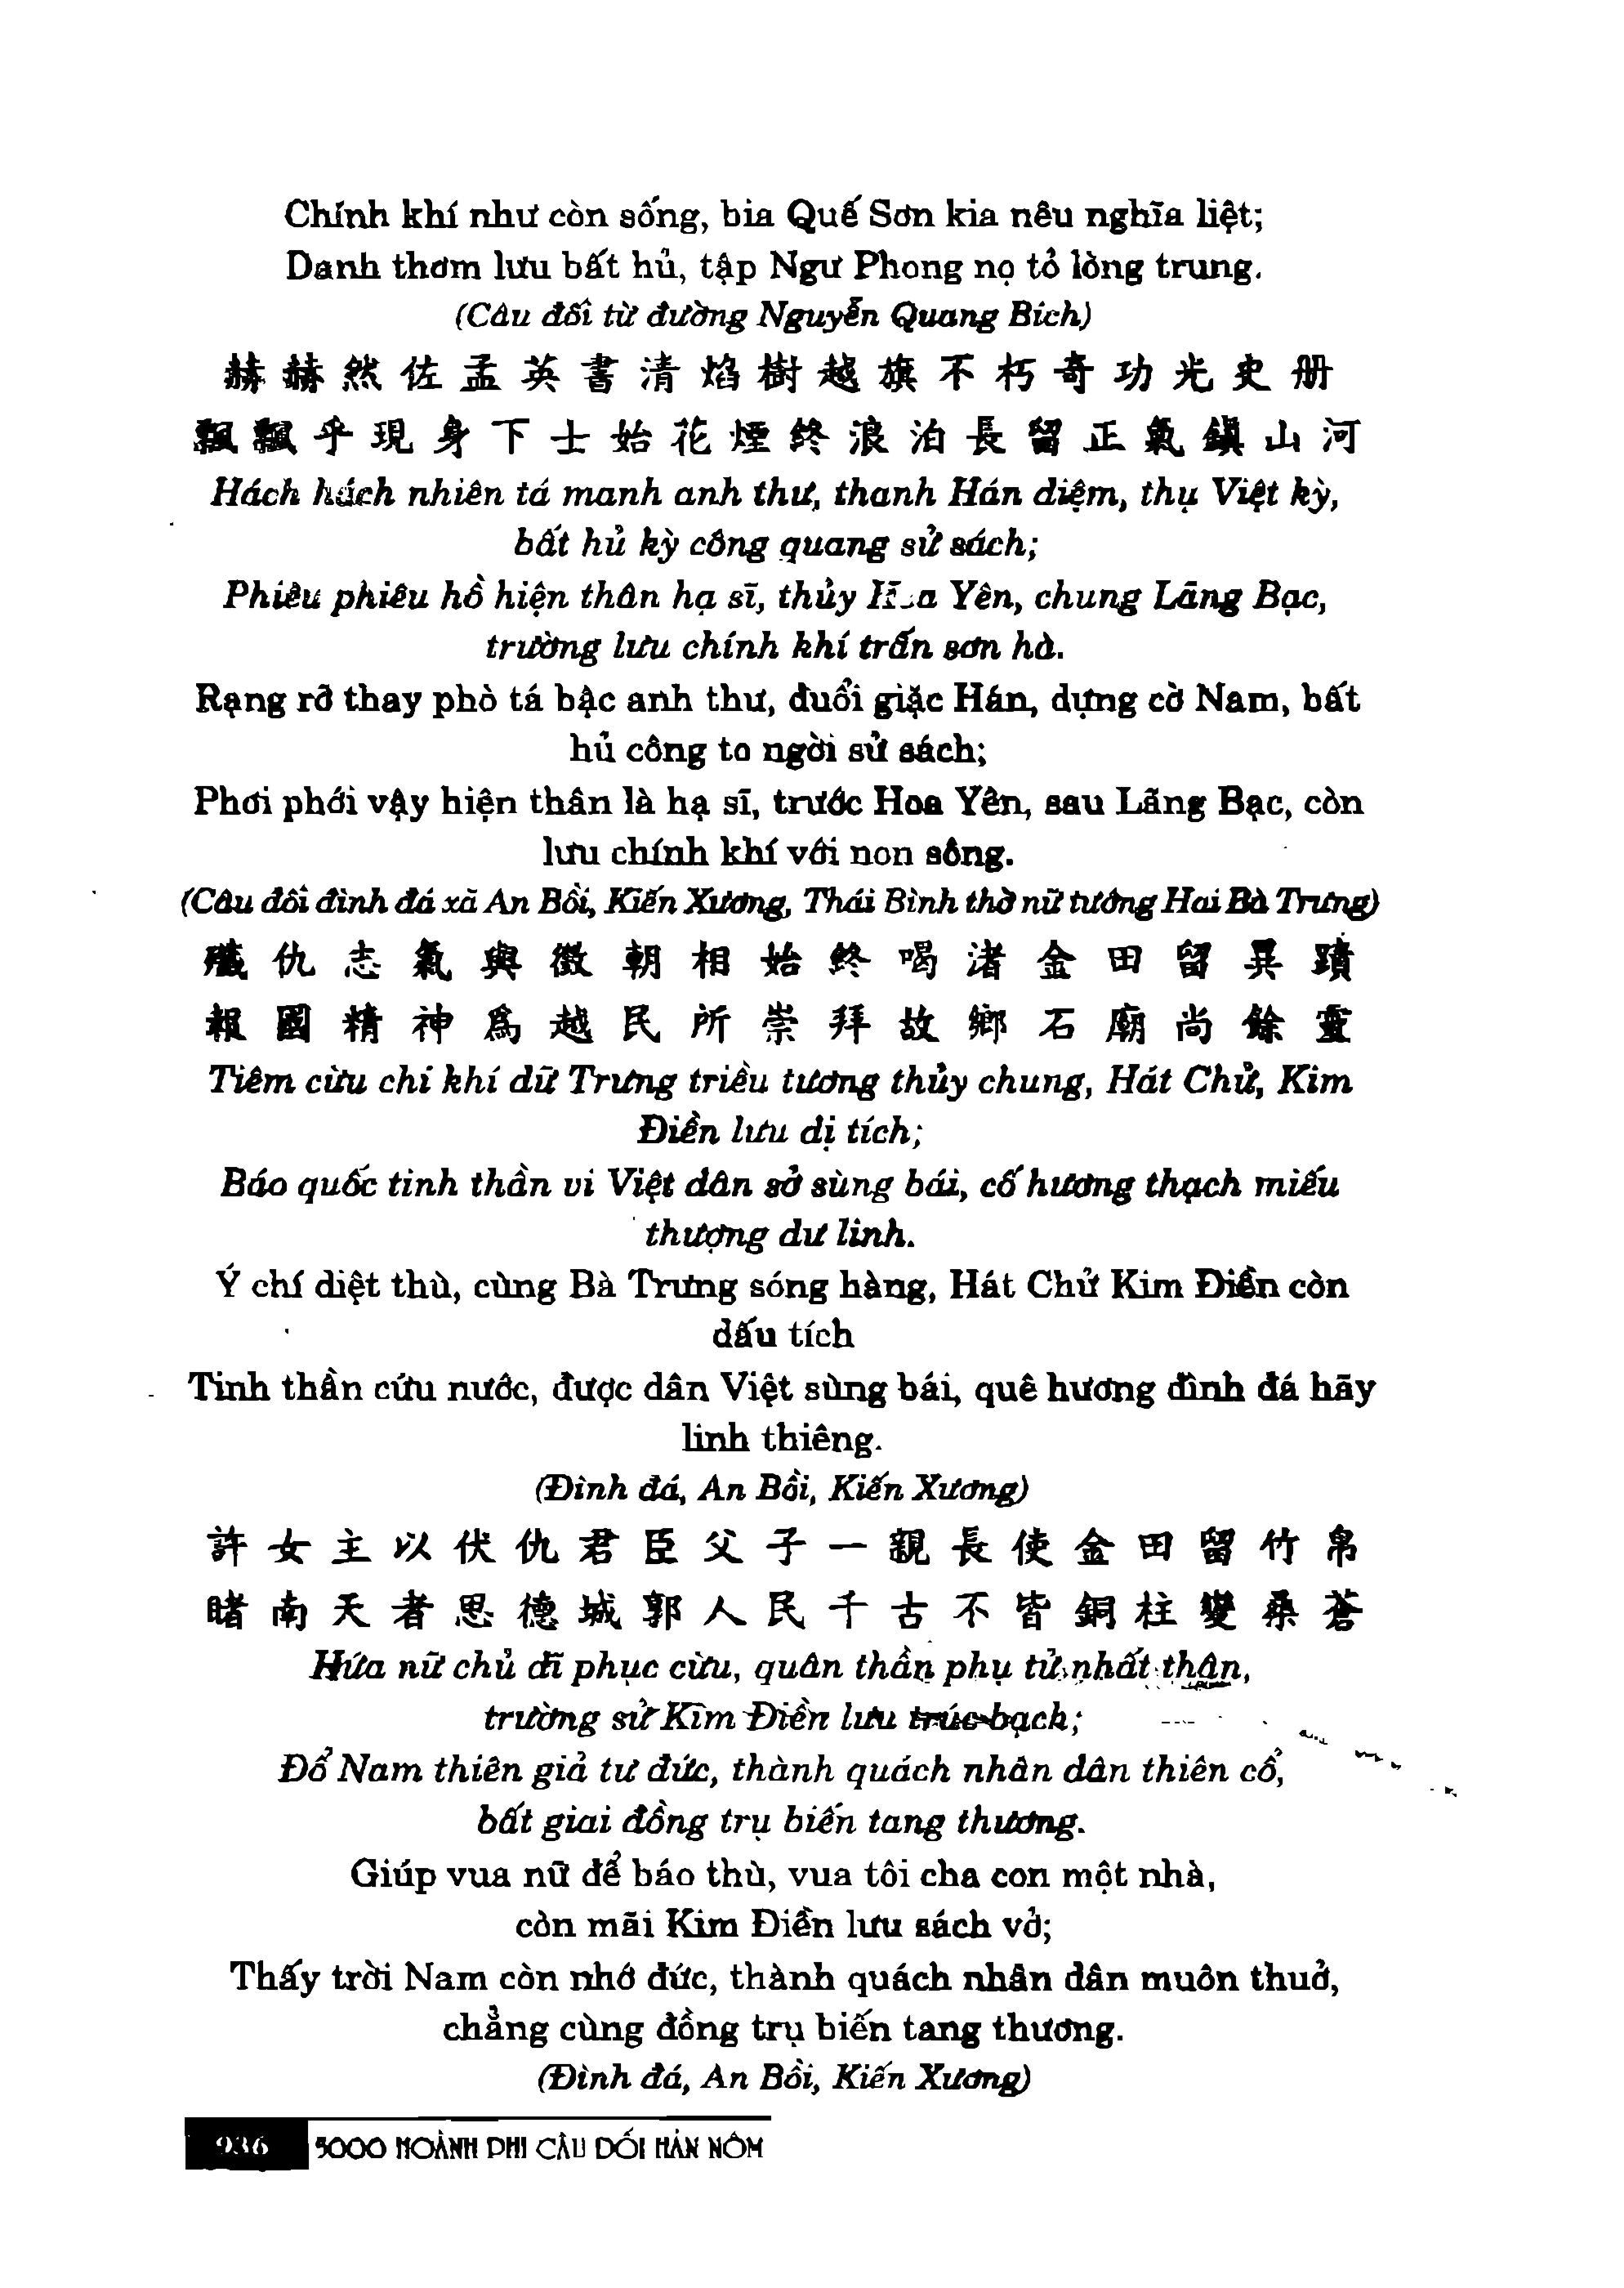 Chính khí như còn sống, bia Quế Sơn kia nêu nghĩa liệt;
Danh thơm lưu bất hủ, tập Ngư Phong nọ tỏ lòng trung.
(Câu đối từ đường Nguyễn Quang Bích)
赫赫然佐孟英書清焰樹越旗不朽奇功光史册
飄飄乎現身下士始花煙終浪泊長留正氣鎮山河
Hách hách nhiên tá manh anh thư, thanh Hán diệm, thụ Việt kỳ,
bất hủ kỳ công quang sử sách;
Phiêu phiêu hồ hiện thân hạ sĩ, thủy Hoa Yên, chung Lãng Bạc,
trường lưu chính khí trấn sơn hà.
Rạng rỡ thay phò tá bậc anh thư, đuổi giặc Hán, dựng cờ Nam, bất
hủ công to ngời sử sách;
Phơi phới vậy hiện thân là hạ sĩ, trước Hoa Yên, sau Lãng Bạc, còn
lưu chính khí với non sông.
(Câu đối đình đá xã An Bồi, Kiến Xương, Thái Bình thờ nữ tướng Hai Bà Trưng)
殲仇志氣與徵朝相始終喝渚金田留異蹟
報國精神爲越民所崇拜故鄉石廟尚餘靈
Tiêm cừu chi khí dữ Trưng triều tương thủy chung, Hát Chử, Kim
Điền lưu dị tích;
Báo quốc tinh thần vi Việt dân sở sùng bái, cố hương thạch miếu
thượng dư linh.
Ý chí diệt thù, cùng Bà Trưng sóng hàng, Hát Chử Kim Điền còn
dấu tích
Tinh thần cứu nước, được dân Việt sùng bái, quê hương đình đá hãy
linh thiêng.
(Đình đá, An Bồi, Kiến Xương)
許女主以伏仇君臣父子一親長使金田留竹帛
睹南天者思德城郭人民千古不皆銅柱變桑蒼
Hứa nữ chủ dĩ phục cừu, quân thần phụ tử nhất thân,
trường sử Kim Điền lưu trúc bạch;
Đổ Nam thiên giả tư đức, thành quách nhân dân thiên cổ,
bất giai đồng trụ biến tang thương.
Giúp vua nữ để báo thù, vua tôi cha con một nhà,
còn mãi Kim Điền lưu sách vở;
Thấy trời Nam còn nhớ đức, thành quách nhân dân muôn thuở,
chẳng cùng đồng trụ biến tang thương.
(Đình đá, An Bồi, Kiến Xương)
936 5000 HOÀNH PHI CÂU ĐỐI HÁN NÔM